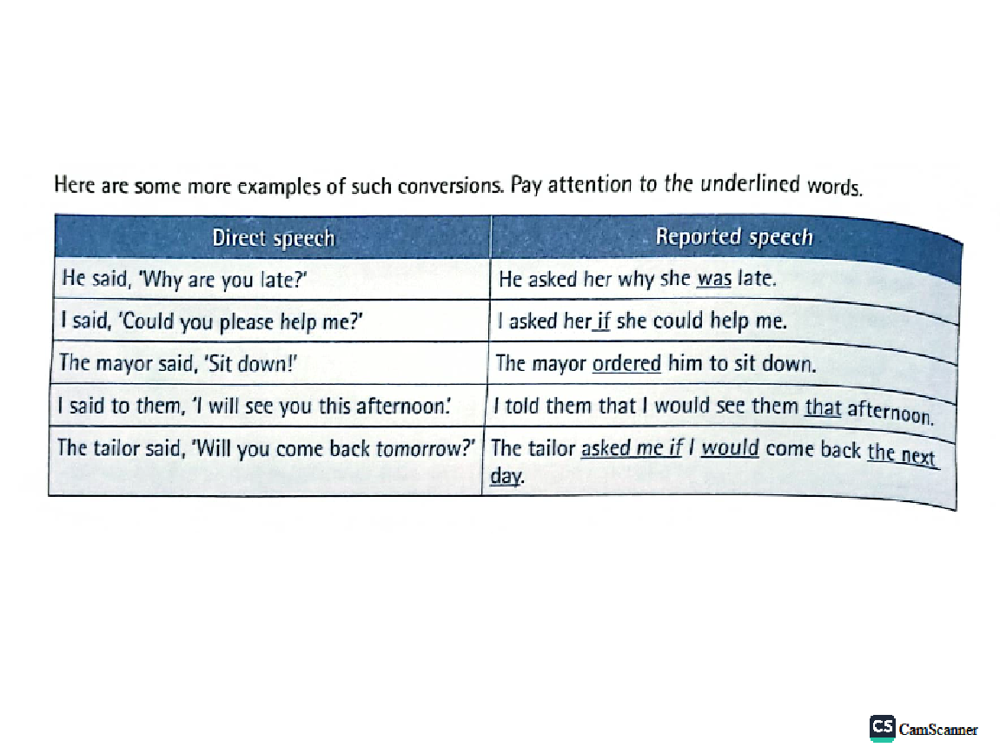 Here are some more examples of such conversions. Pay attention to the underlined words.
Direct speech
Reported speech
He said, 'Why are you late?'
He asked her why she was late.
I said, 'Could you please help me?'
I asked her if she could help me.
The mayor said, 'Sit down!'
The mayor ordered him to sit down.
I said to them, 'I will see you this afternoon.'
I told them that I would see them that afternoon.
The tailor said, 'Will you come back tomorrow?'
The tailor asked me if I would come back the next
day.
CS CamScanner